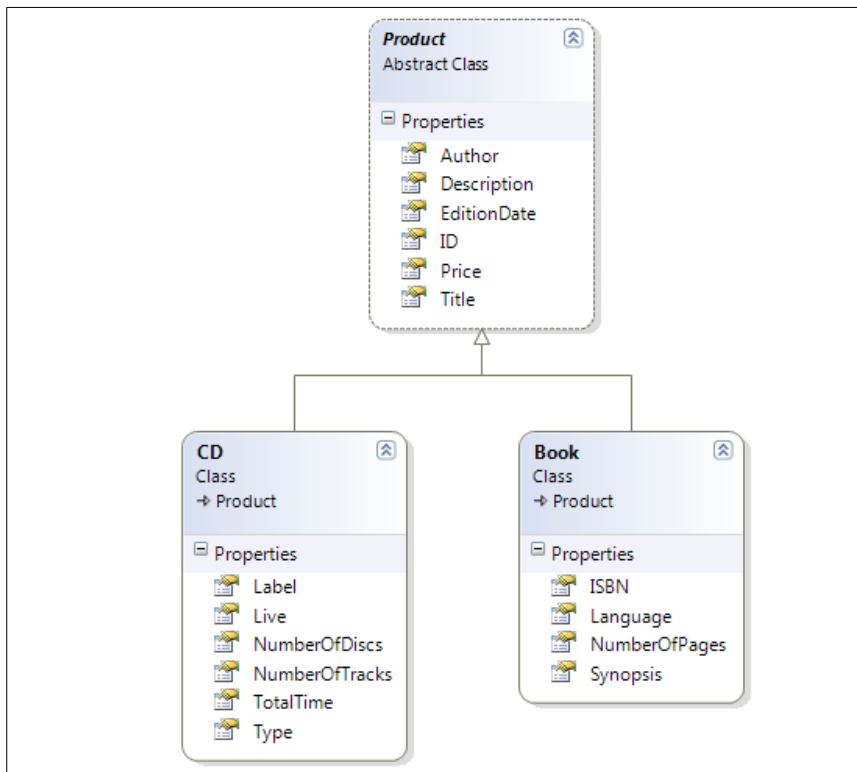 Product
Abstract Class
Properties
Author
Description
EditionDate
ID
Price
Title
CD
Class
Product
Properties
Label
Live
NumberOfDiscs
NumberOfTracks
TotalTime
Type
Book
Class
Product
Properties
ISBN
Language
NumberOfPages
Synopsis